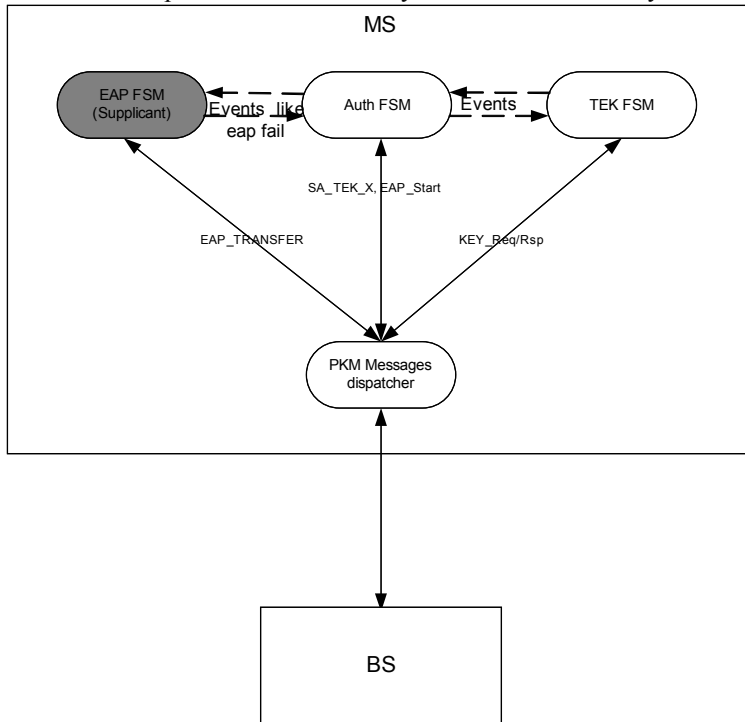 MS
EAP FSM
(Supplicant)
Events like
eap fail
Auth FSM
Events
TEK FSM
SA_TEK_X, EAP_Start
EAP_TRANSFER
KEY_Req/Rsp
PKM Messages
dispatcher
BS